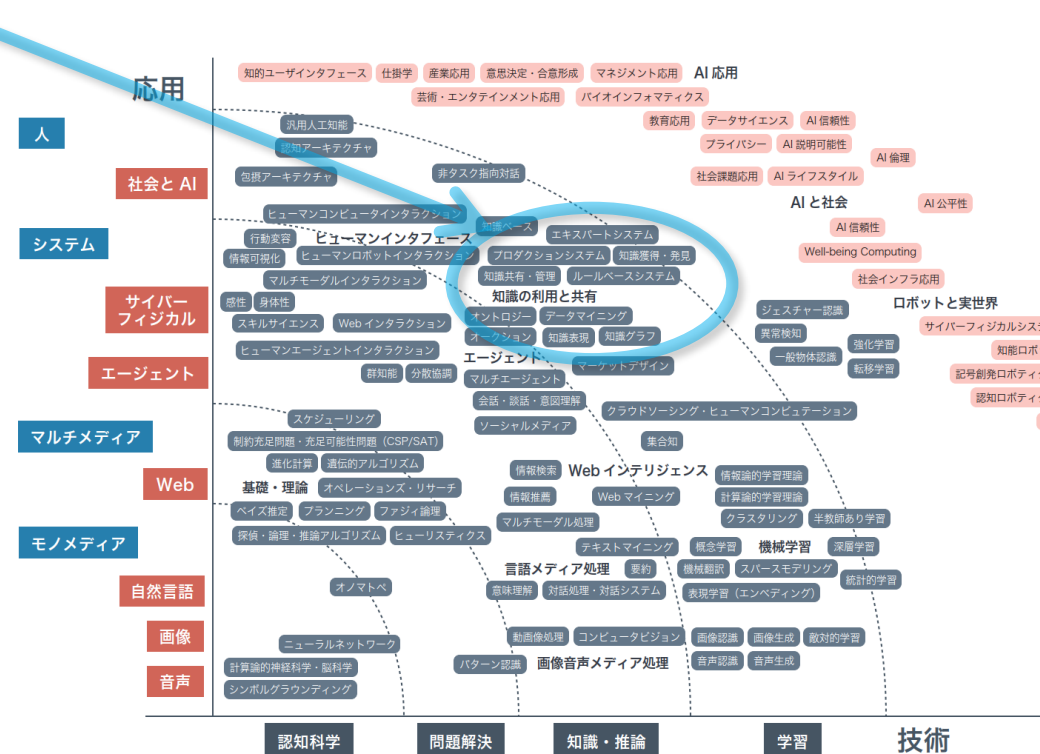 応用
知的ユーザインタフェース 仕掛学 産業応用 意思決定・合意形成 マネジメント応用 AI 応用
芸術・エンタテインメント応用 バイオインフォマティクス
汎用人工知能 教育応用 データサイエンス AI 信頼性
人
認知アーキテクチャ プライバシー AI 説明可能性
AI 倫理
社会と AI 包摂アーキテクチャ 非タスク指向対話 社会課題応用 AI ライフスタイル
AI と社会 AI 公平性
ヒューマンコンピュータインタラクション 知識ベース AI 信頼性
システム 行動変容 ヒューマンインタフェース エキスパートシステム
情報可視化 ヒューマンロボットインタラクション プロダクションシステム 知識獲得・発見 Well-being Computing
マルチモーダルインタラクション 知識共有・管理 ルールベースシステム 社会インフラ応用
サイバー
フィジカル
感性 身体性 知識の利用と共有 ジェスチャー認識 ロボットと実世界
スキルサイエンス Web インタラクション オントロジー データマイニング サイバーフィジカルシステ
オークション 知識表現 知識グラフ 異常検知 強化学習
ヒューマンエージェントインタラクション エージェント 一般物体認識 知能ロボ
エージェント 群知能 分散協調 マルチエージェント マーケットデザイン 転移学習 記号創発ロボティ
会話・談話・意図理解 認知ロボティ
スケジューリング ソーシャルメディア クラウドソーシング・ヒューマンコンピュテーション
マルチメディア 制約充足問題・充足可能性問題（CSP/SAT) 集合知
進化計算 遺伝的アルゴリズム 情報検索 Web インテリジェンス 情報論的学習理論
Web 基礎・理論 オペレーションズ・リサーチ 情報推薦 Web マイニング 計算論的学習理論
ベイズ推定 プランニング ファジィ論理 マルチモーダル処理 クラスタリング 半教師あり学習
モノメディア 探偵・論理・推論アルゴリズム ヒューリスティクス テキストマイニング 概念学習 機械学習 深層学習
言語メディア処理 要約 機械翻訳 スパースモデリング 統計的学習
自然言語 オノマトペ 意味理解 対話処理・対話システム 表現学習（エンベディング）
画像 ニューラルネットワーク 動画像処理 コンピュータビジョン 画像認識 画像生成 敵対的学習
計算論的神経科学・脳科学 パターン認識 画像音声メディア処理 音声認識 音声生成
音声 シンボルグラウンディング
認知科学 問題解決 知識・推論 学習 技術